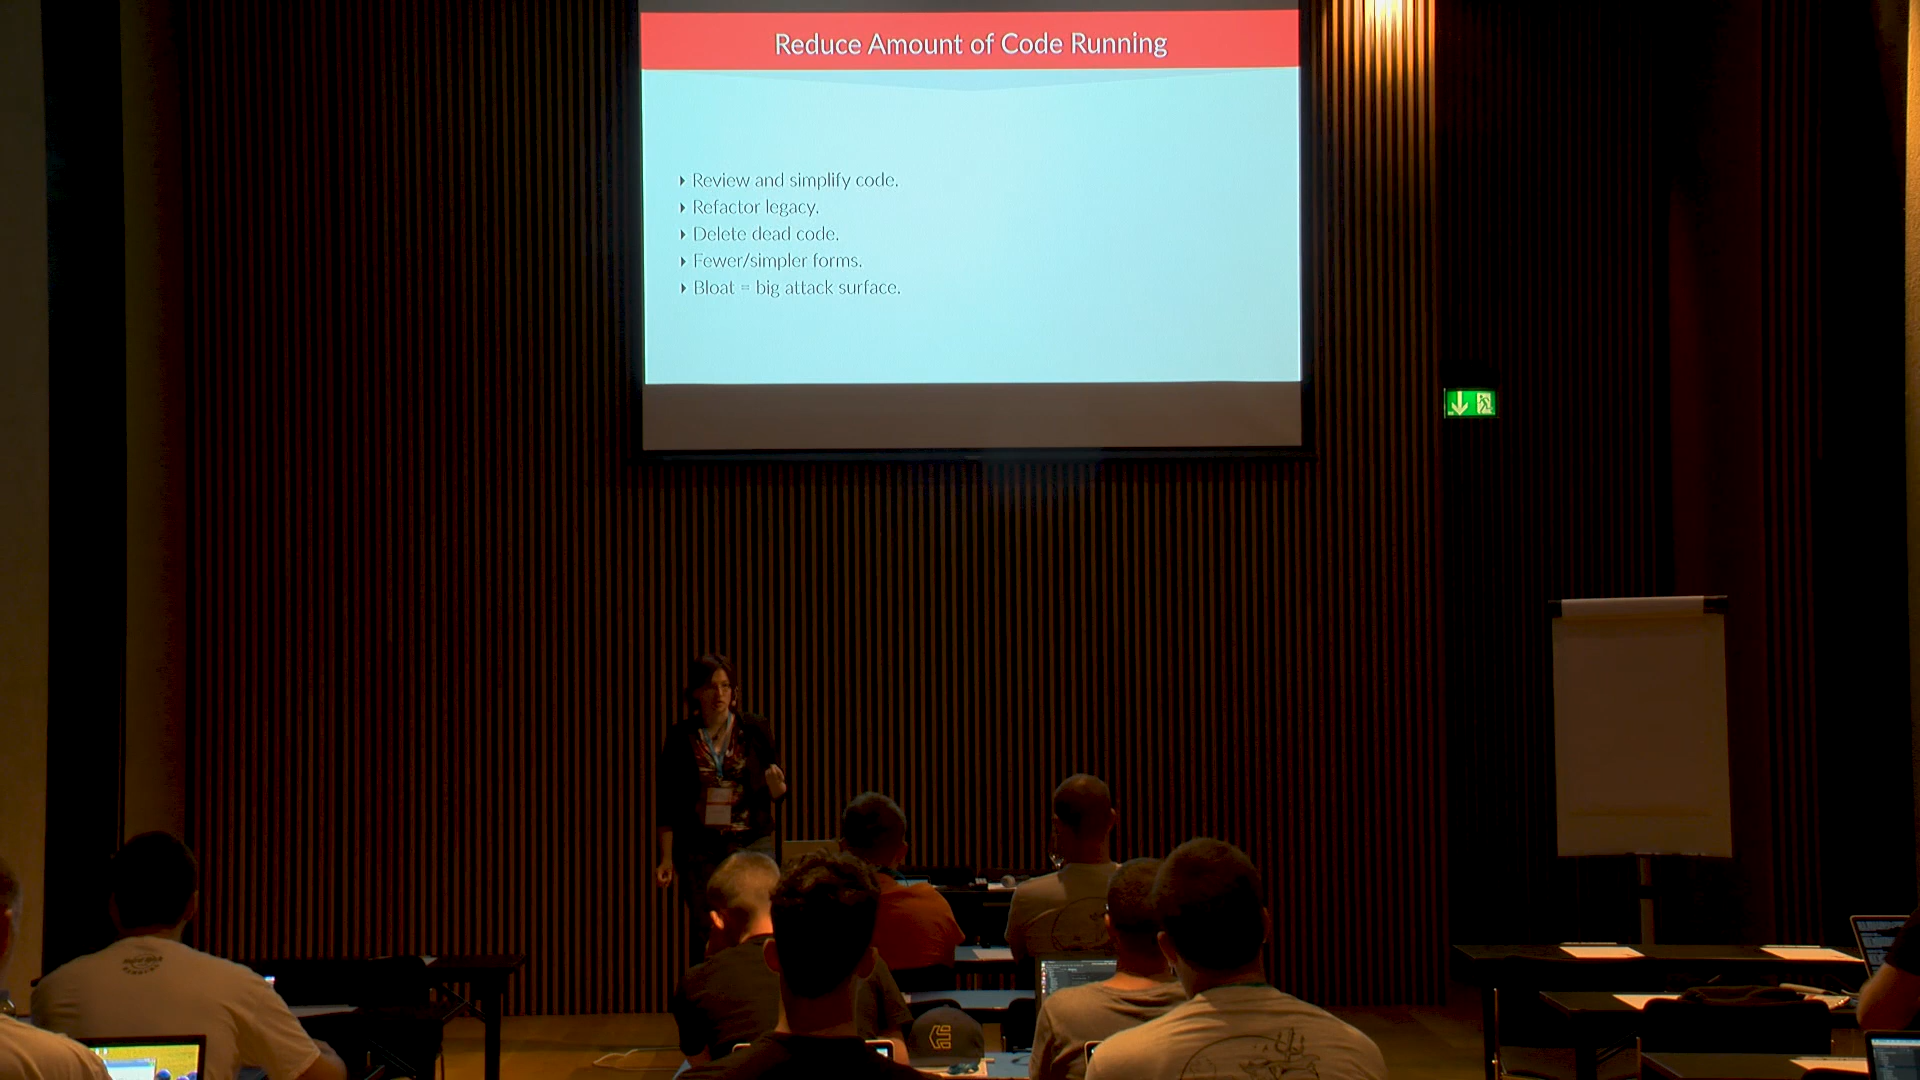 Reduce Amount of Code Running
Review and simplify code.
Refactor legacy.
Delete dead code.
Fewer/simpler forms.
Bloat = big attack surface.